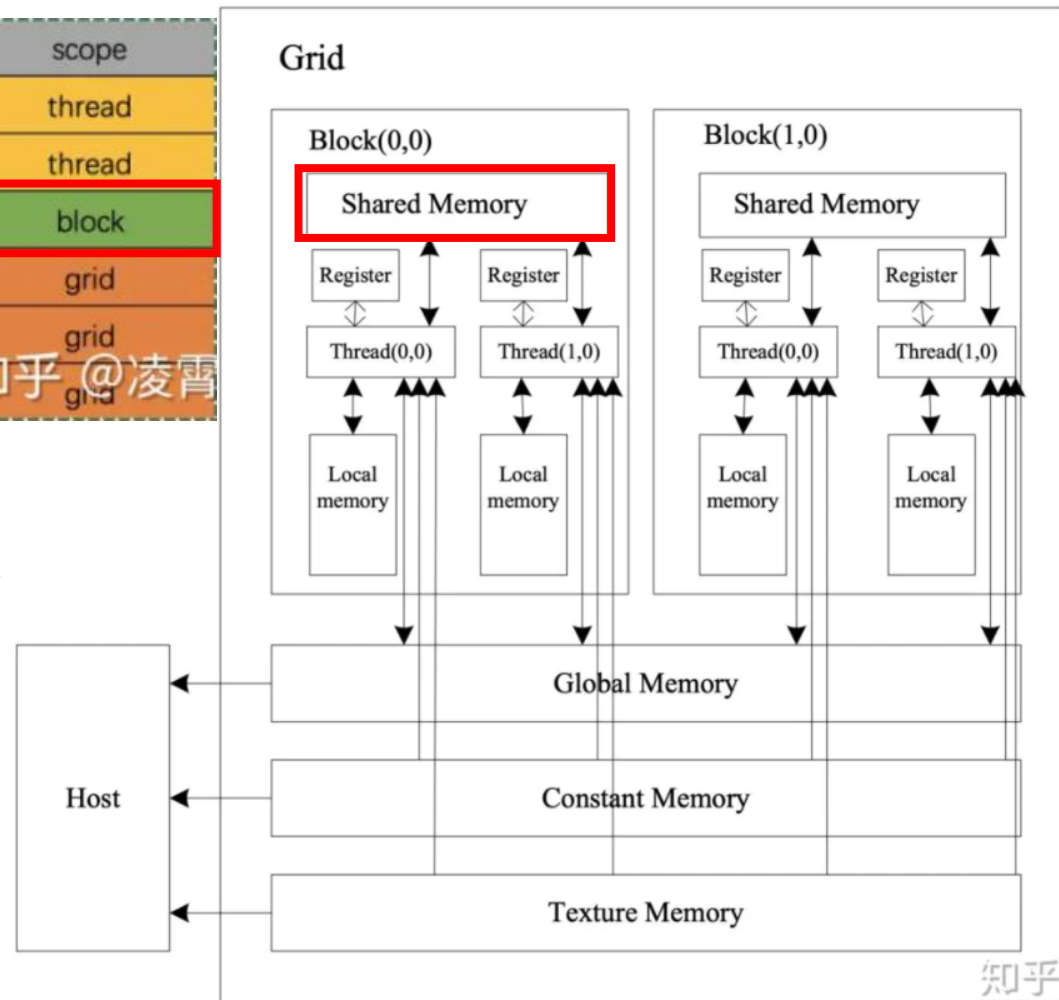 scope
thread
thread
block
grid
grid
grid
知乎 @凌霄
Grid
Block(0,0)
Shared Memory
Register
Register
Thread(0,0)
Thread(1,0)
Local
memory
Local
memory
Block(1,0)
Shared Memory
Register
Register
Thread(0,0)
Thread(1,0)
Local
memory
Local
memory
Host
Global Memory
Constant Memory
Texture Memory
知乎